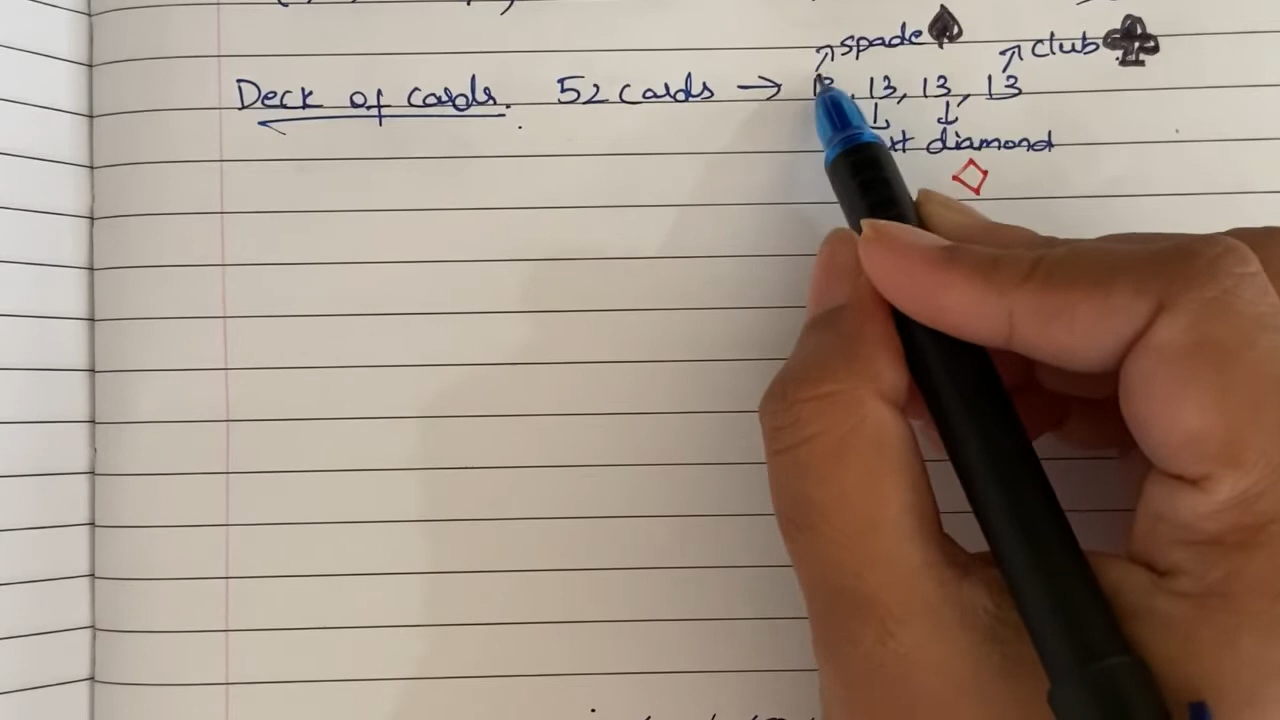 spade club
Deck of cards. 52 cards → 13, 13, 13, 13
diamond